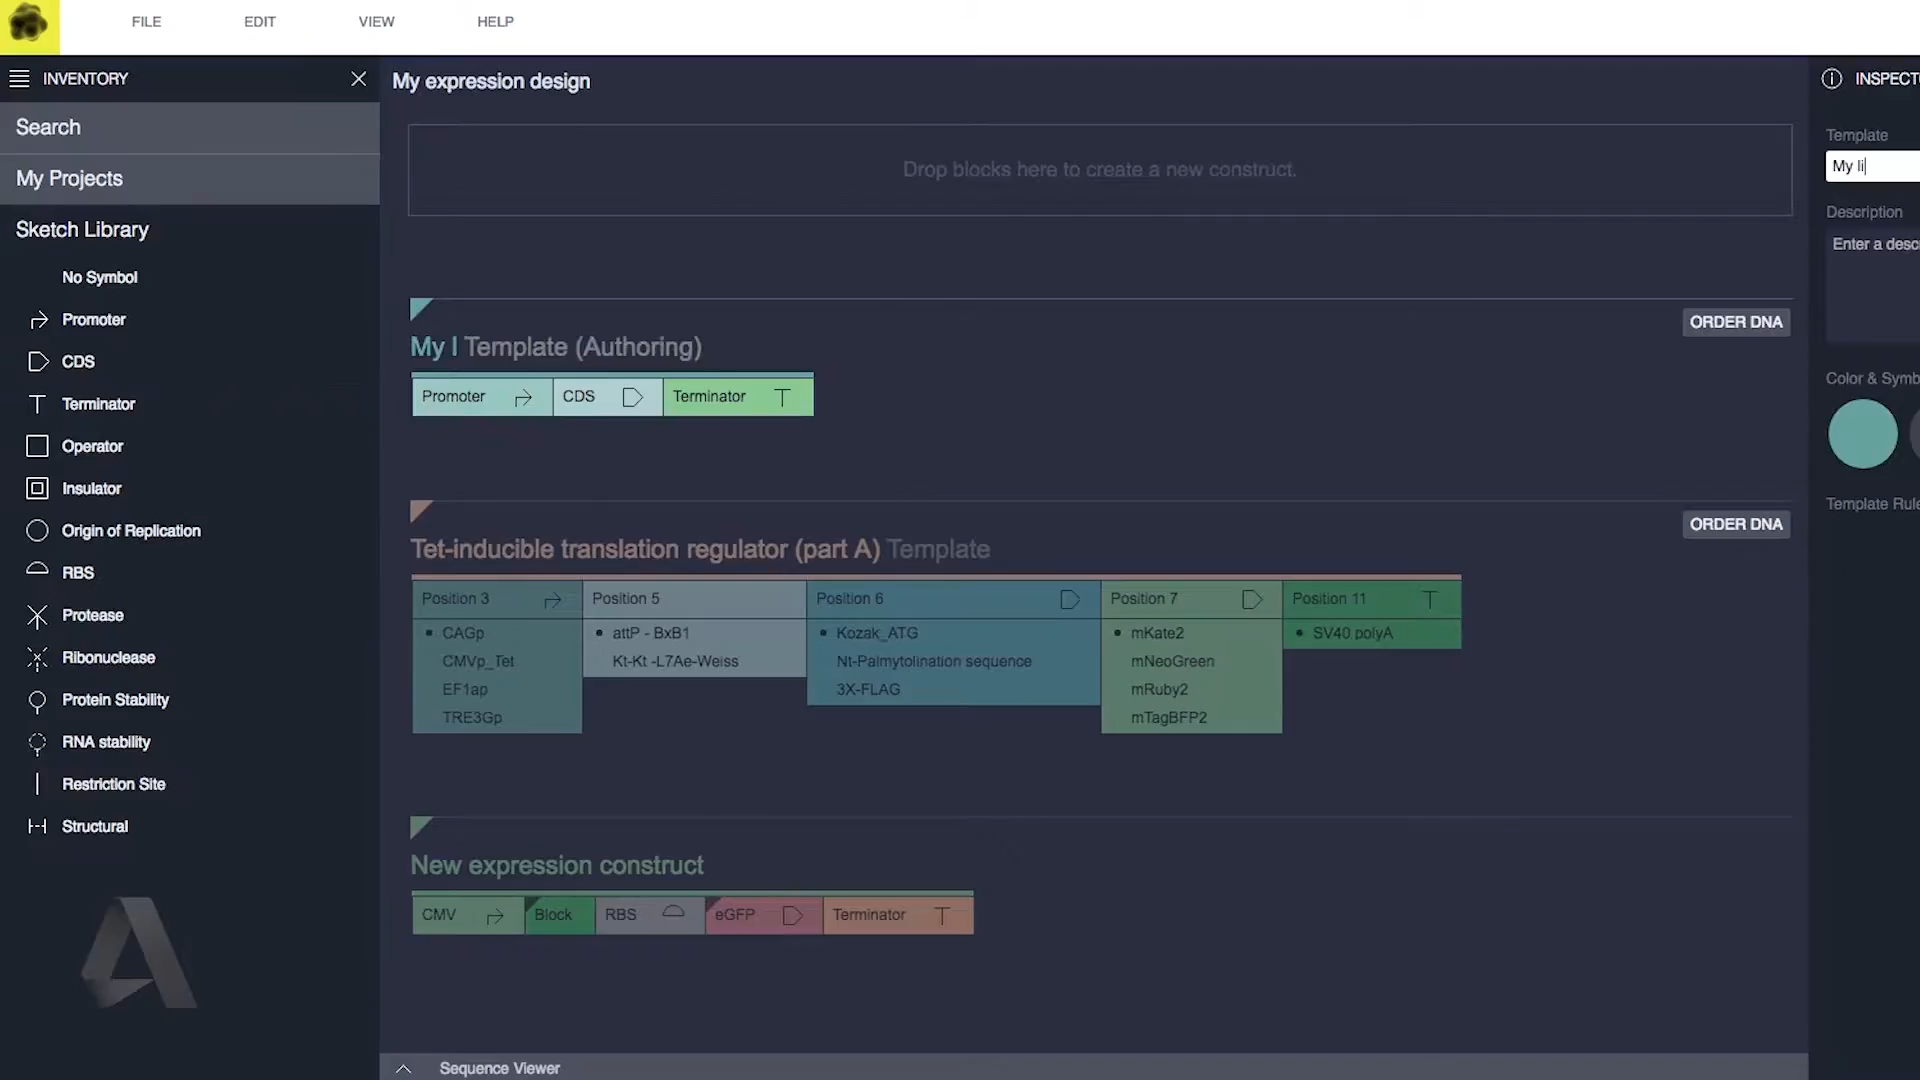 FILE EDIT VIEW HELP
INVENTORY
Search
My Projects
Sketch Library
No Symbol
Promoter
CDS
Terminator
Operator
Insulator
Origin of Replication
RBS
Protease
Ribonuclease
Protein Stability
RNA stability
Restriction Site
Structural
My expression design
Drop blocks here to create a new construct.
ORDER DNA
My l Template (Authoring)
Promoter CDS Terminator
ORDER DNA
Tet-inducible translation regulator (part A) Template
Position 3 Position 5 Position 6 Position 7 Position 11
CAGp attP - BxB1 Kozak_ATG mKate2 SV40 polyA
CMVp_Tet Kt-Kt -L7Ae-Weiss Nt-Palmytolination sequence mNeoGreen
EF1ap 3X-FLAG mRuby2
TRE3Gp mTagBFP2
New expression construct
CMV Block RBS eGFP Terminator
Sequence Viewer
INSPECT
Template
My li
Description
Enter a desc
Color & Symb
Template Rule